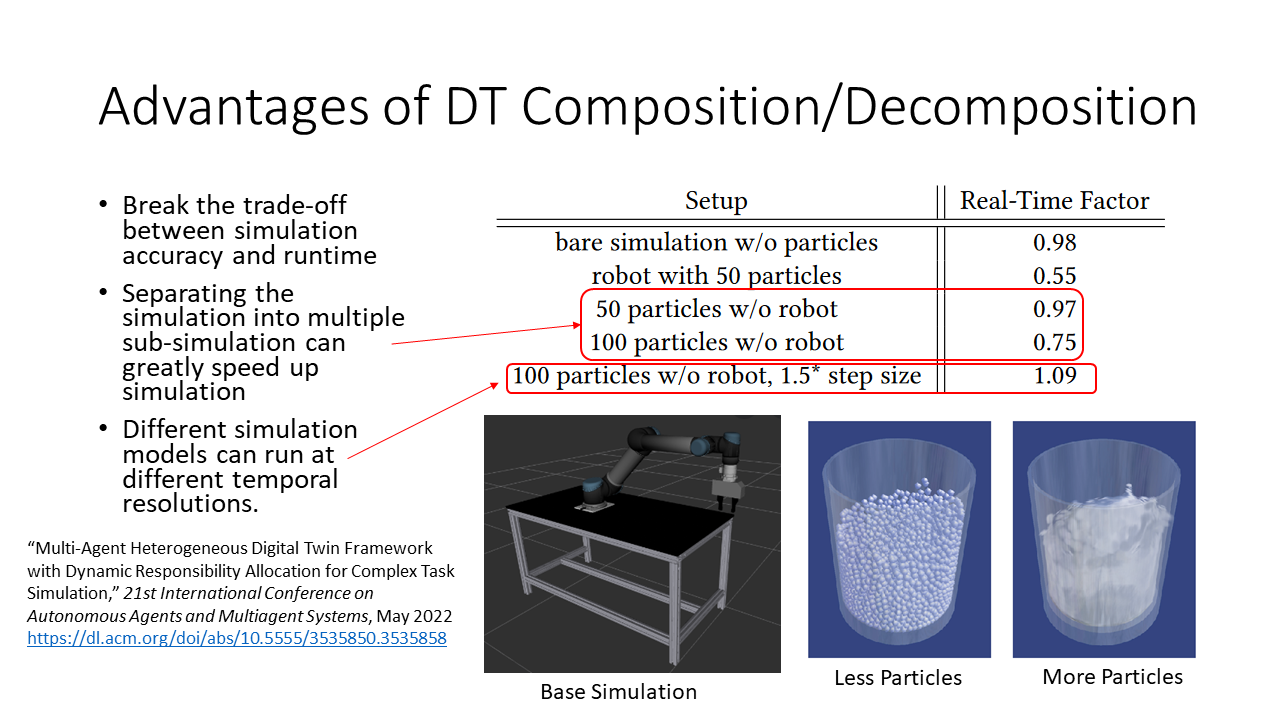 Advantages of DT Composition/Decomposition
• Break the trade-off
between simulation
accuracy and runtime
• Separating the
simulation into multiple
sub-simulation can
greatly speed up
simulation
• Different simulation
models can run at
different temporal
resolutions.
“Multi-Agent Heterogeneous Digital Twin Framework
with Dynamic Responsibility Allocation for Complex Task
Simulation,” 21st International Conference on
Autonomous Agents and Multiagent Systems, May 2022
https://dl.acm.org/doi/abs/10.5555/3535850.3535858
Setup Real-Time Factor
bare simulation w/o particles 0.98
robot with 50 particles 0.55
50 particles w/o robot 0.97
100 particles w/o robot 0.75
100 particles w/o robot, 1.5* step size 1.09
Base Simulation
Less Particles
More Particles